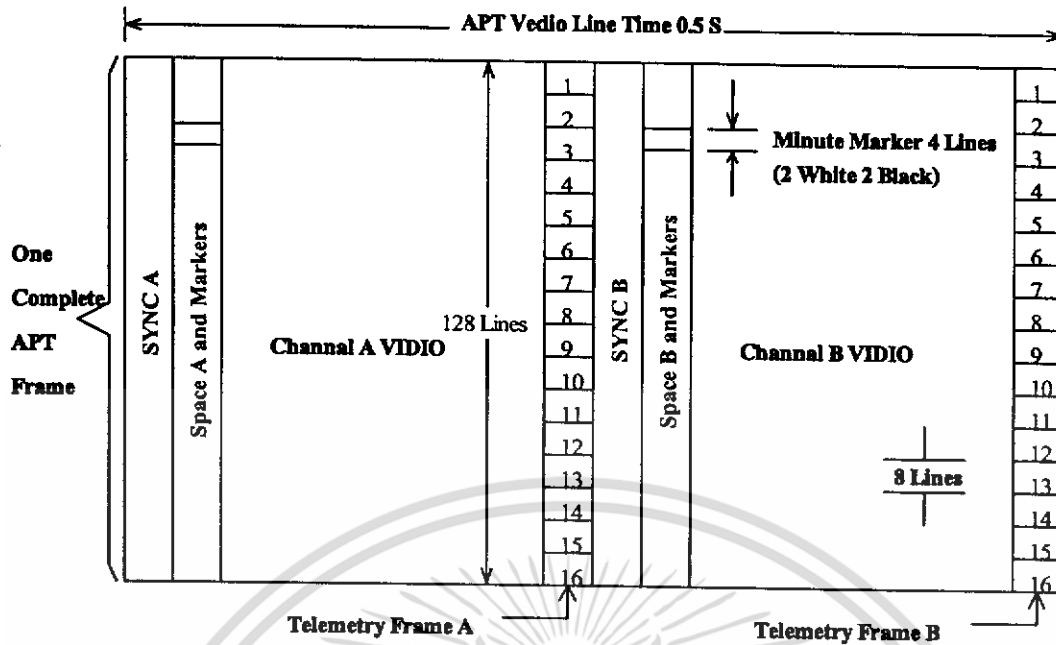 APT Vedio Line Time 0.5 S
One
Complete
APT
Frame
SYNC A
Space A and Markers
Channal A VIDIO
128 Lines
1
2
3
4
5
6
7
8
9
10
11
12
13
14
15
16
SYNC B
Space B and Markers
Minute Marker 4 Lines
(2 White 2 Black)
Channal B VIDIO
8 Lines
1
2
3
4
5
6
7
8
9
10
11
12
13
14
15
16
Telemetry Frame A
Telemetry Frame B